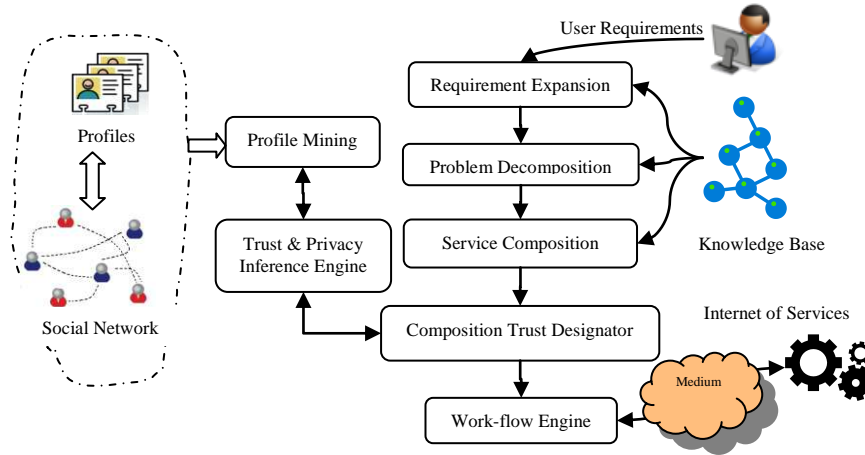 User Requirements
Requirement Expansion
Profiles
Profile Mining
Problem Decomposition
Trust & Privacy
Inference Engine
Service Composition
Knowledge Base
Social Network
Composition Trust Designator
Internet of Services
Medium
Work-flow Engine